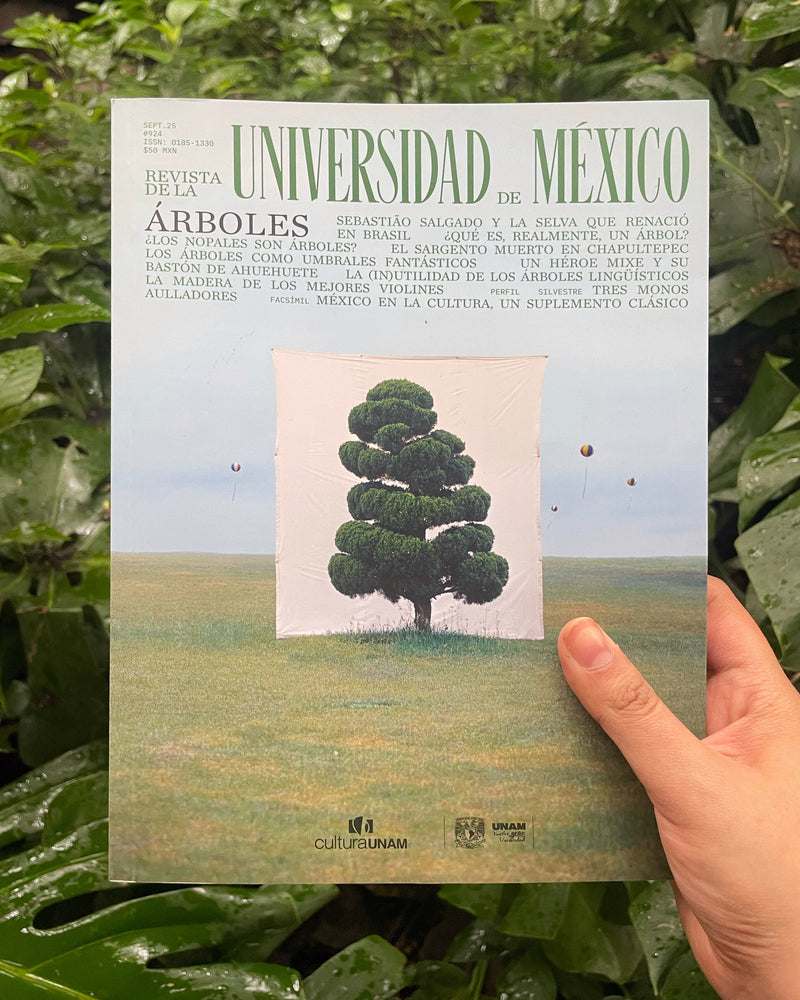 SEPT.25
#924
ISSN: 0185-1330
$50 MXN
REVISTA DE LA UNIVERSIDAD DE MÉXICO
ÁRBOLES SEBASTIÃO SALGADO Y LA SELVA QUE RENACIÓ
EN BRASIL ¿QUÉ ES, REALMENTE, UN ÁRBOL?
¿LOS NOPALES SON ÁRBOLES? EL SARGENTO MUERTO EN CHAPULTEPEC
LOS ÁRBOLES COMO UMBRALES FANTÁSTICOS UN HÉROE MIXE Y SU
BASTÓN DE AHUEHUETE LA (IN)UTILIDAD DE LOS ÁRBOLES LINGÜÍSTICOS
LA MADERA DE LOS MEJORES VIOLINES PERFIL SILVESTRE TRES MONOS
AULLADORES FACSÍMIL MÉXICO EN LA CULTURA, UN SUPLEMENTO CLÁSICO
culturaUNAM
UNAM
Nuestra gran
Universidad